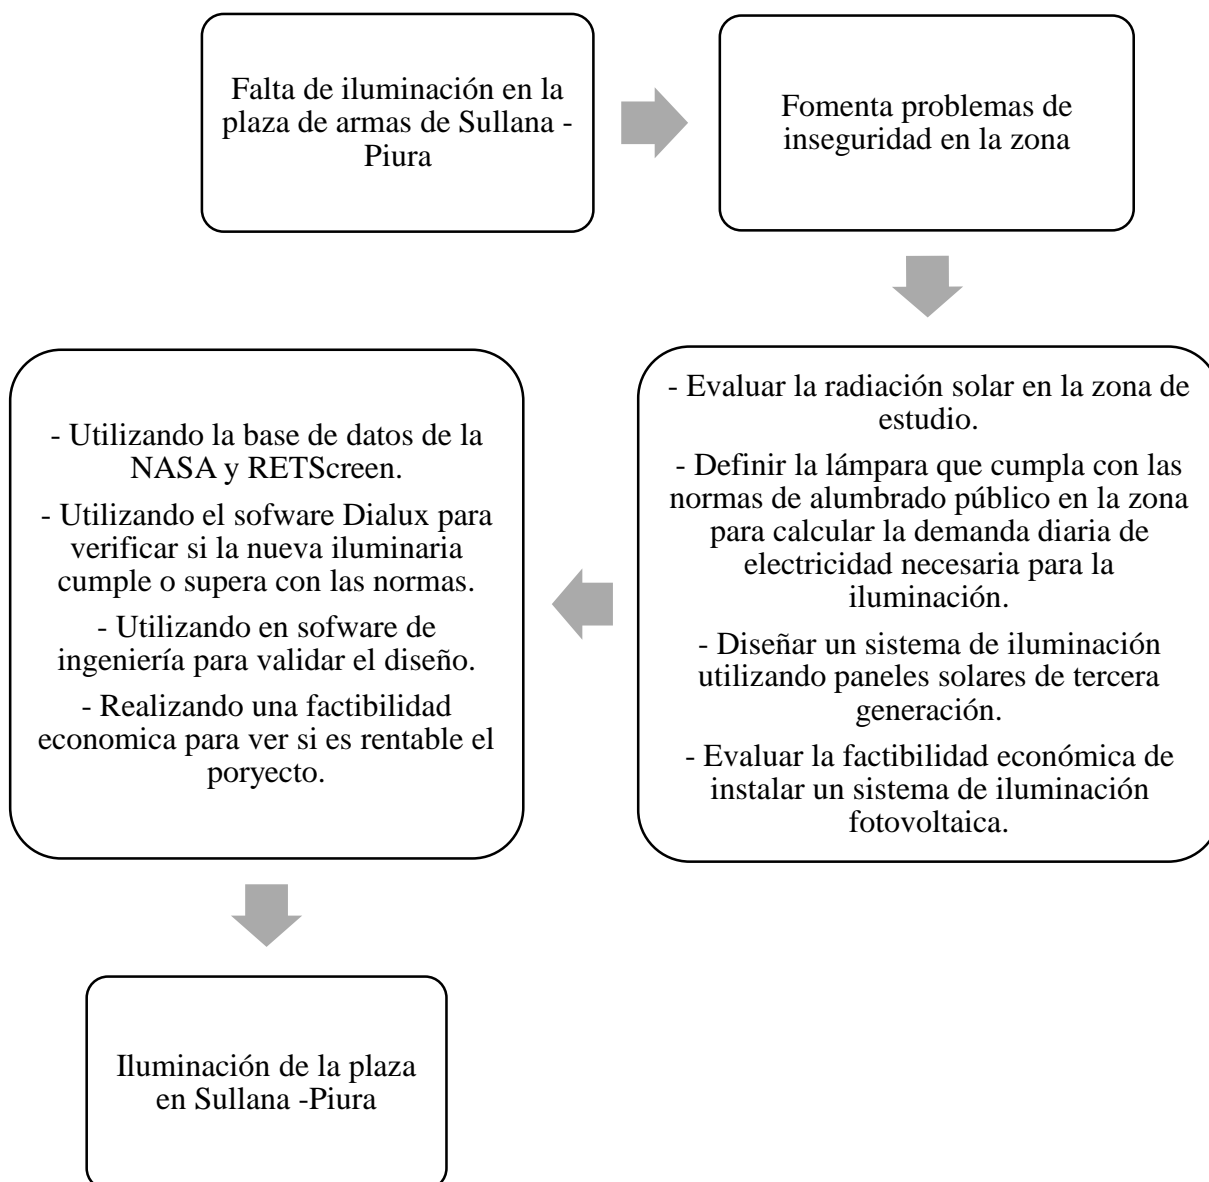 Falta de iluminación en la
plaza de armas de Sullana -
Piura
Fomenta problemas de
inseguridad en la zona
- Evaluar la radiación solar en la zona de
estudio.
- Definir la lámpara que cumpla con las
normas de alumbrado público en la zona
para calcular la demanda diaria de
electricidad necesaria para la
iluminación.
- Diseñar un sistema de iluminación
utilizando paneles solares de tercera
generación.
- Evaluar la factibilidad económica de
instalar un sistema de iluminación
fotovoltaica.
- Utilizando la base de datos de la
NASA y RETScreen.
- Utilizando el sofware Dialux para
verificar si la nueva iluminaria
cumple o supera con las normas.
- Utilizando en sofware de
ingeniería para validar el diseño.
- Realizando una factibilidad
economica para ver si es rentable el
poryecto.
Iluminación de la plaza
en Sullana -Piura